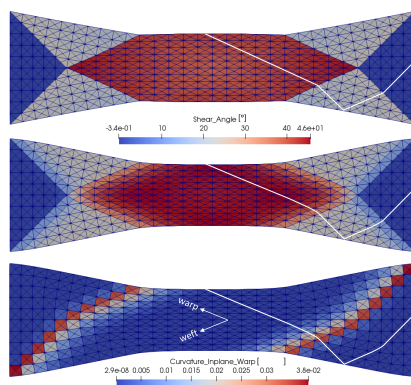 Shear_Angle [°]
-3.4e-01 10 20 30 40 4.6e+01
warp
weft
Curvature_Inplane_Warp [ ]
2.9e-08 0.005 0.01 0.015 0.02 0.025 0.03 3.8e-02